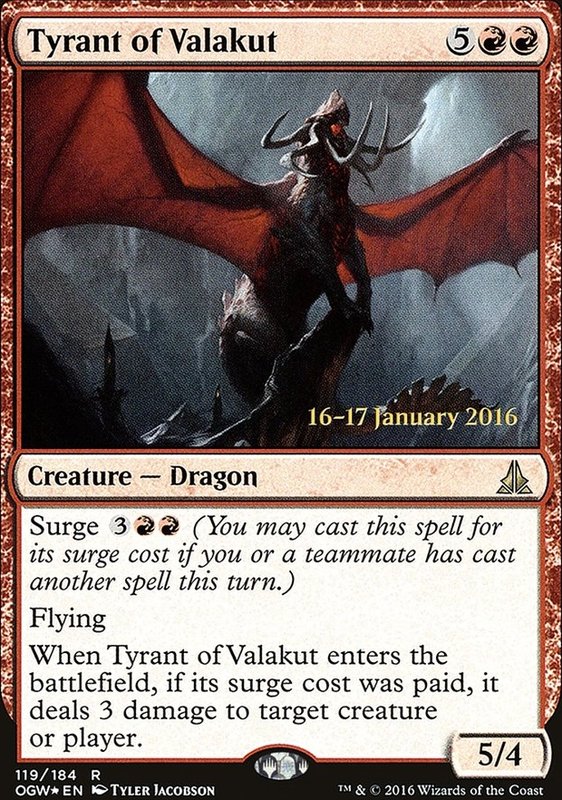 Tyrant of Valakut 5
16–17 January 2016
Creature — Dragon
Surge 3 (You may cast this spell for
its surge cost if you or a teammate has cast
another spell this turn.)
Flying
When Tyrant of Valakut enters the
battlefield, if its surge cost was paid, it
deals 3 damage to target creature
or player.
5/4
119/184 R
OGW★EN Tyler Jacobson
™ & © 2016 Wizards of the Coast